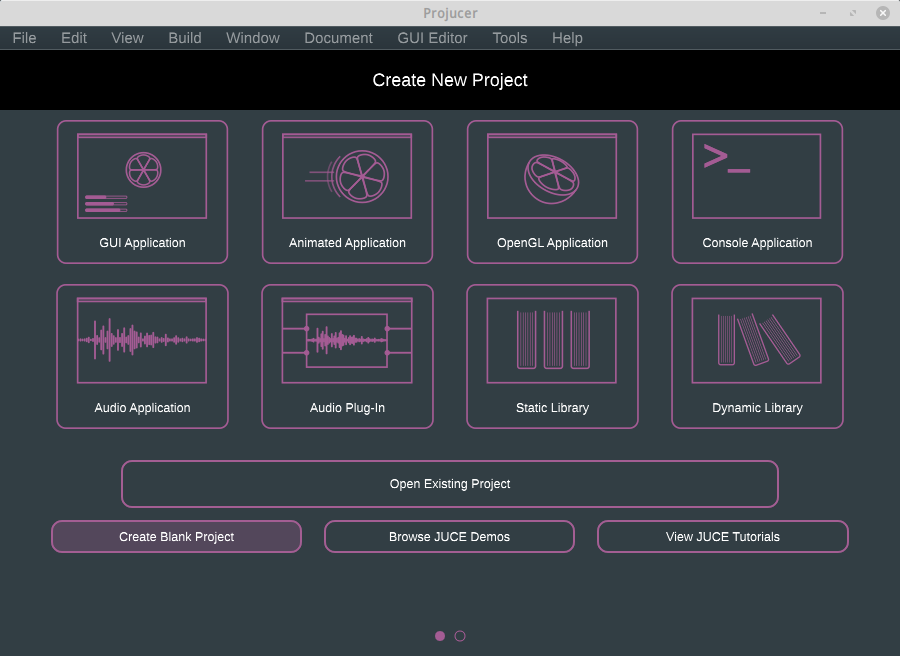 Projucer
File Edit View Build Window Document GUI Editor Tools Help
Create New Project
>_
GUI Application Animated Application OpenGL Application Console Application
Audio Application Audio Plug-In Static Library Dynamic Library
Open Existing Project
Create Blank Project Browse JUCE Demos View JUCE Tutorials